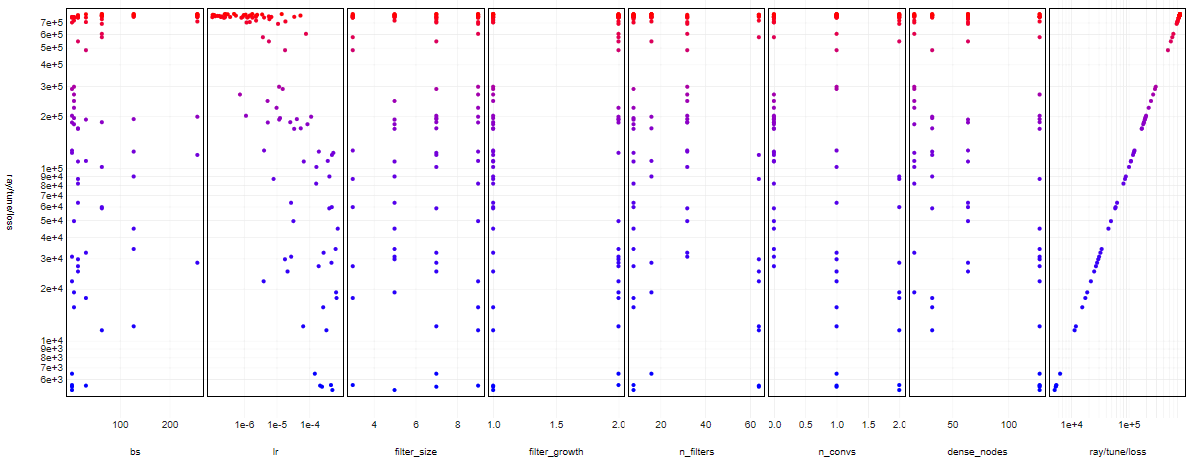 7e+5
6e+5
5e+5
4e+5
3e+5
2e+5
1e+5
9e+4
8e+4
7e+4
6e+4
5e+4
4e+4
3e+4
2e+4
1e+4
9e+3
8e+3
7e+3
6e+3
ray/tune/loss
100 200 1e-6 1e-5 1e-4 4 6 8 1.0 1.5 2.0 20 40 60 0.0 0.5 1.0 1.5 2.0 50 100 1e+4 1e+5
bs lr filter_size filter_growth n_filters n_convs dense_nodes ray/tune/loss